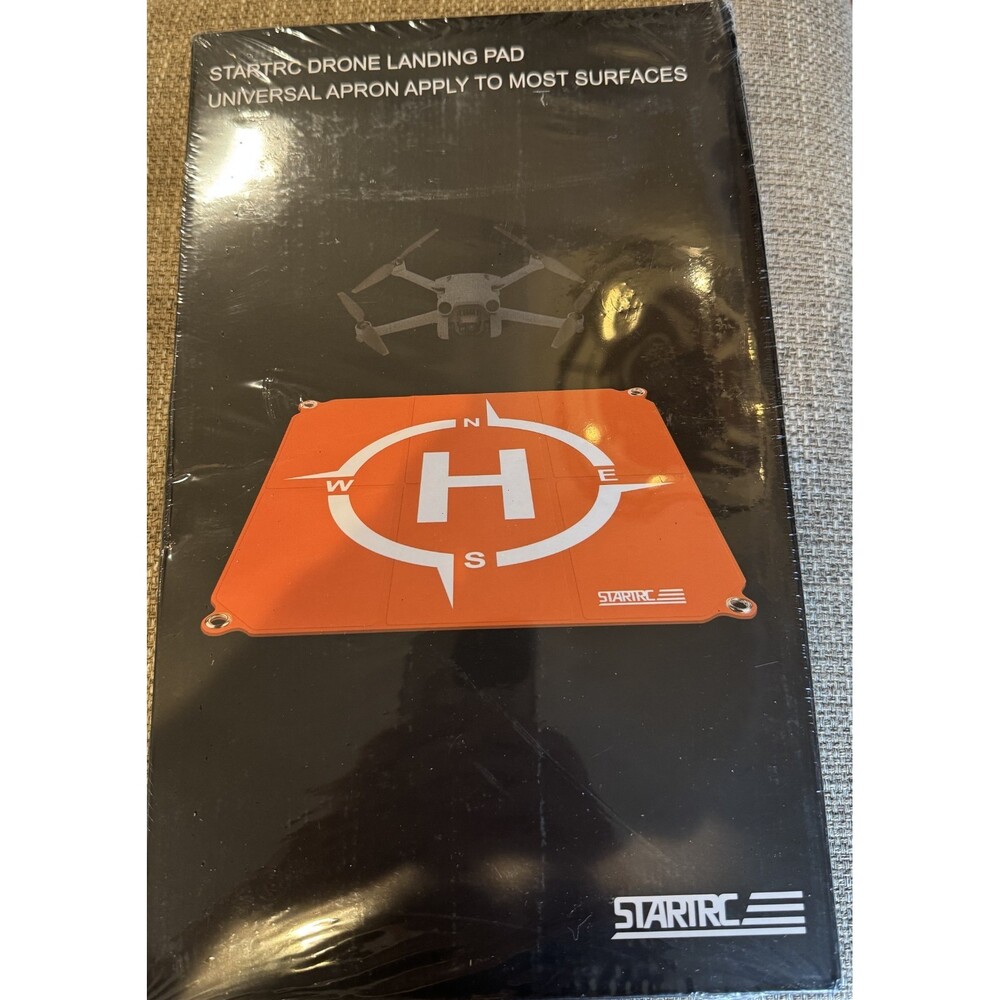 STARTRC DRONE LANDING PAD
UNIVERSAL APRON APPLY TO MOST SURFACES
N
W H E
S
STARTRC
STARTRC